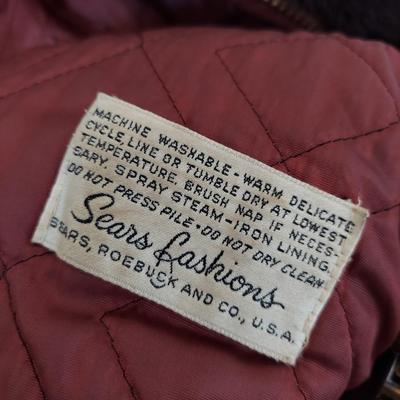 MACHINE WASHABLE - WARM, DELICATE
CYCLE, LINE OR TUMBLE DRY AT LOWEST
TEMPERATURE. BRUSH NAP IF NECES-
SARY. SPRAY STEAM-IRON LINING.
DO NOT PRESS PILE · DO NOT DRY CLEAN
Sears fashions
SEARS, ROEBUCK AND CO., U.S.A.